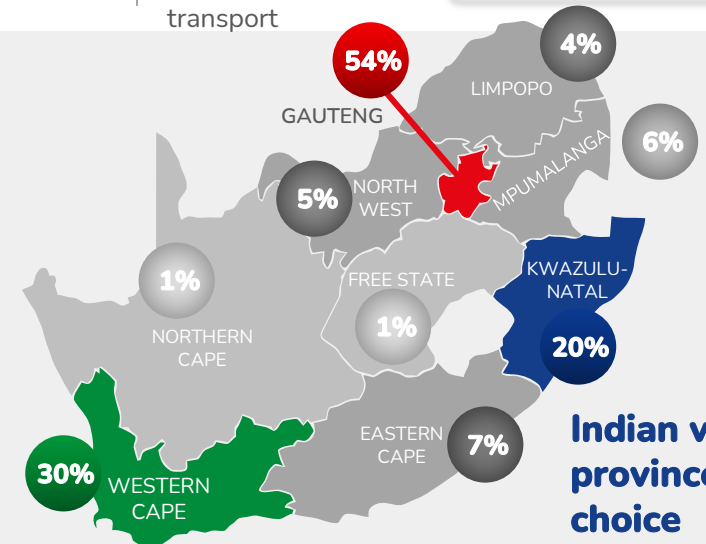 transport
54%
4%
LIMPOPO
GAUTENG
6%
MPUMALANGA
5%
NORTH
WEST
1%
NORTHERN
CAPE
FREE STATE
1%
KWAZULU-
NATAL
20%
EASTERN
CAPE
7%
30%
WESTERN
CAPE
Indian
province
choice